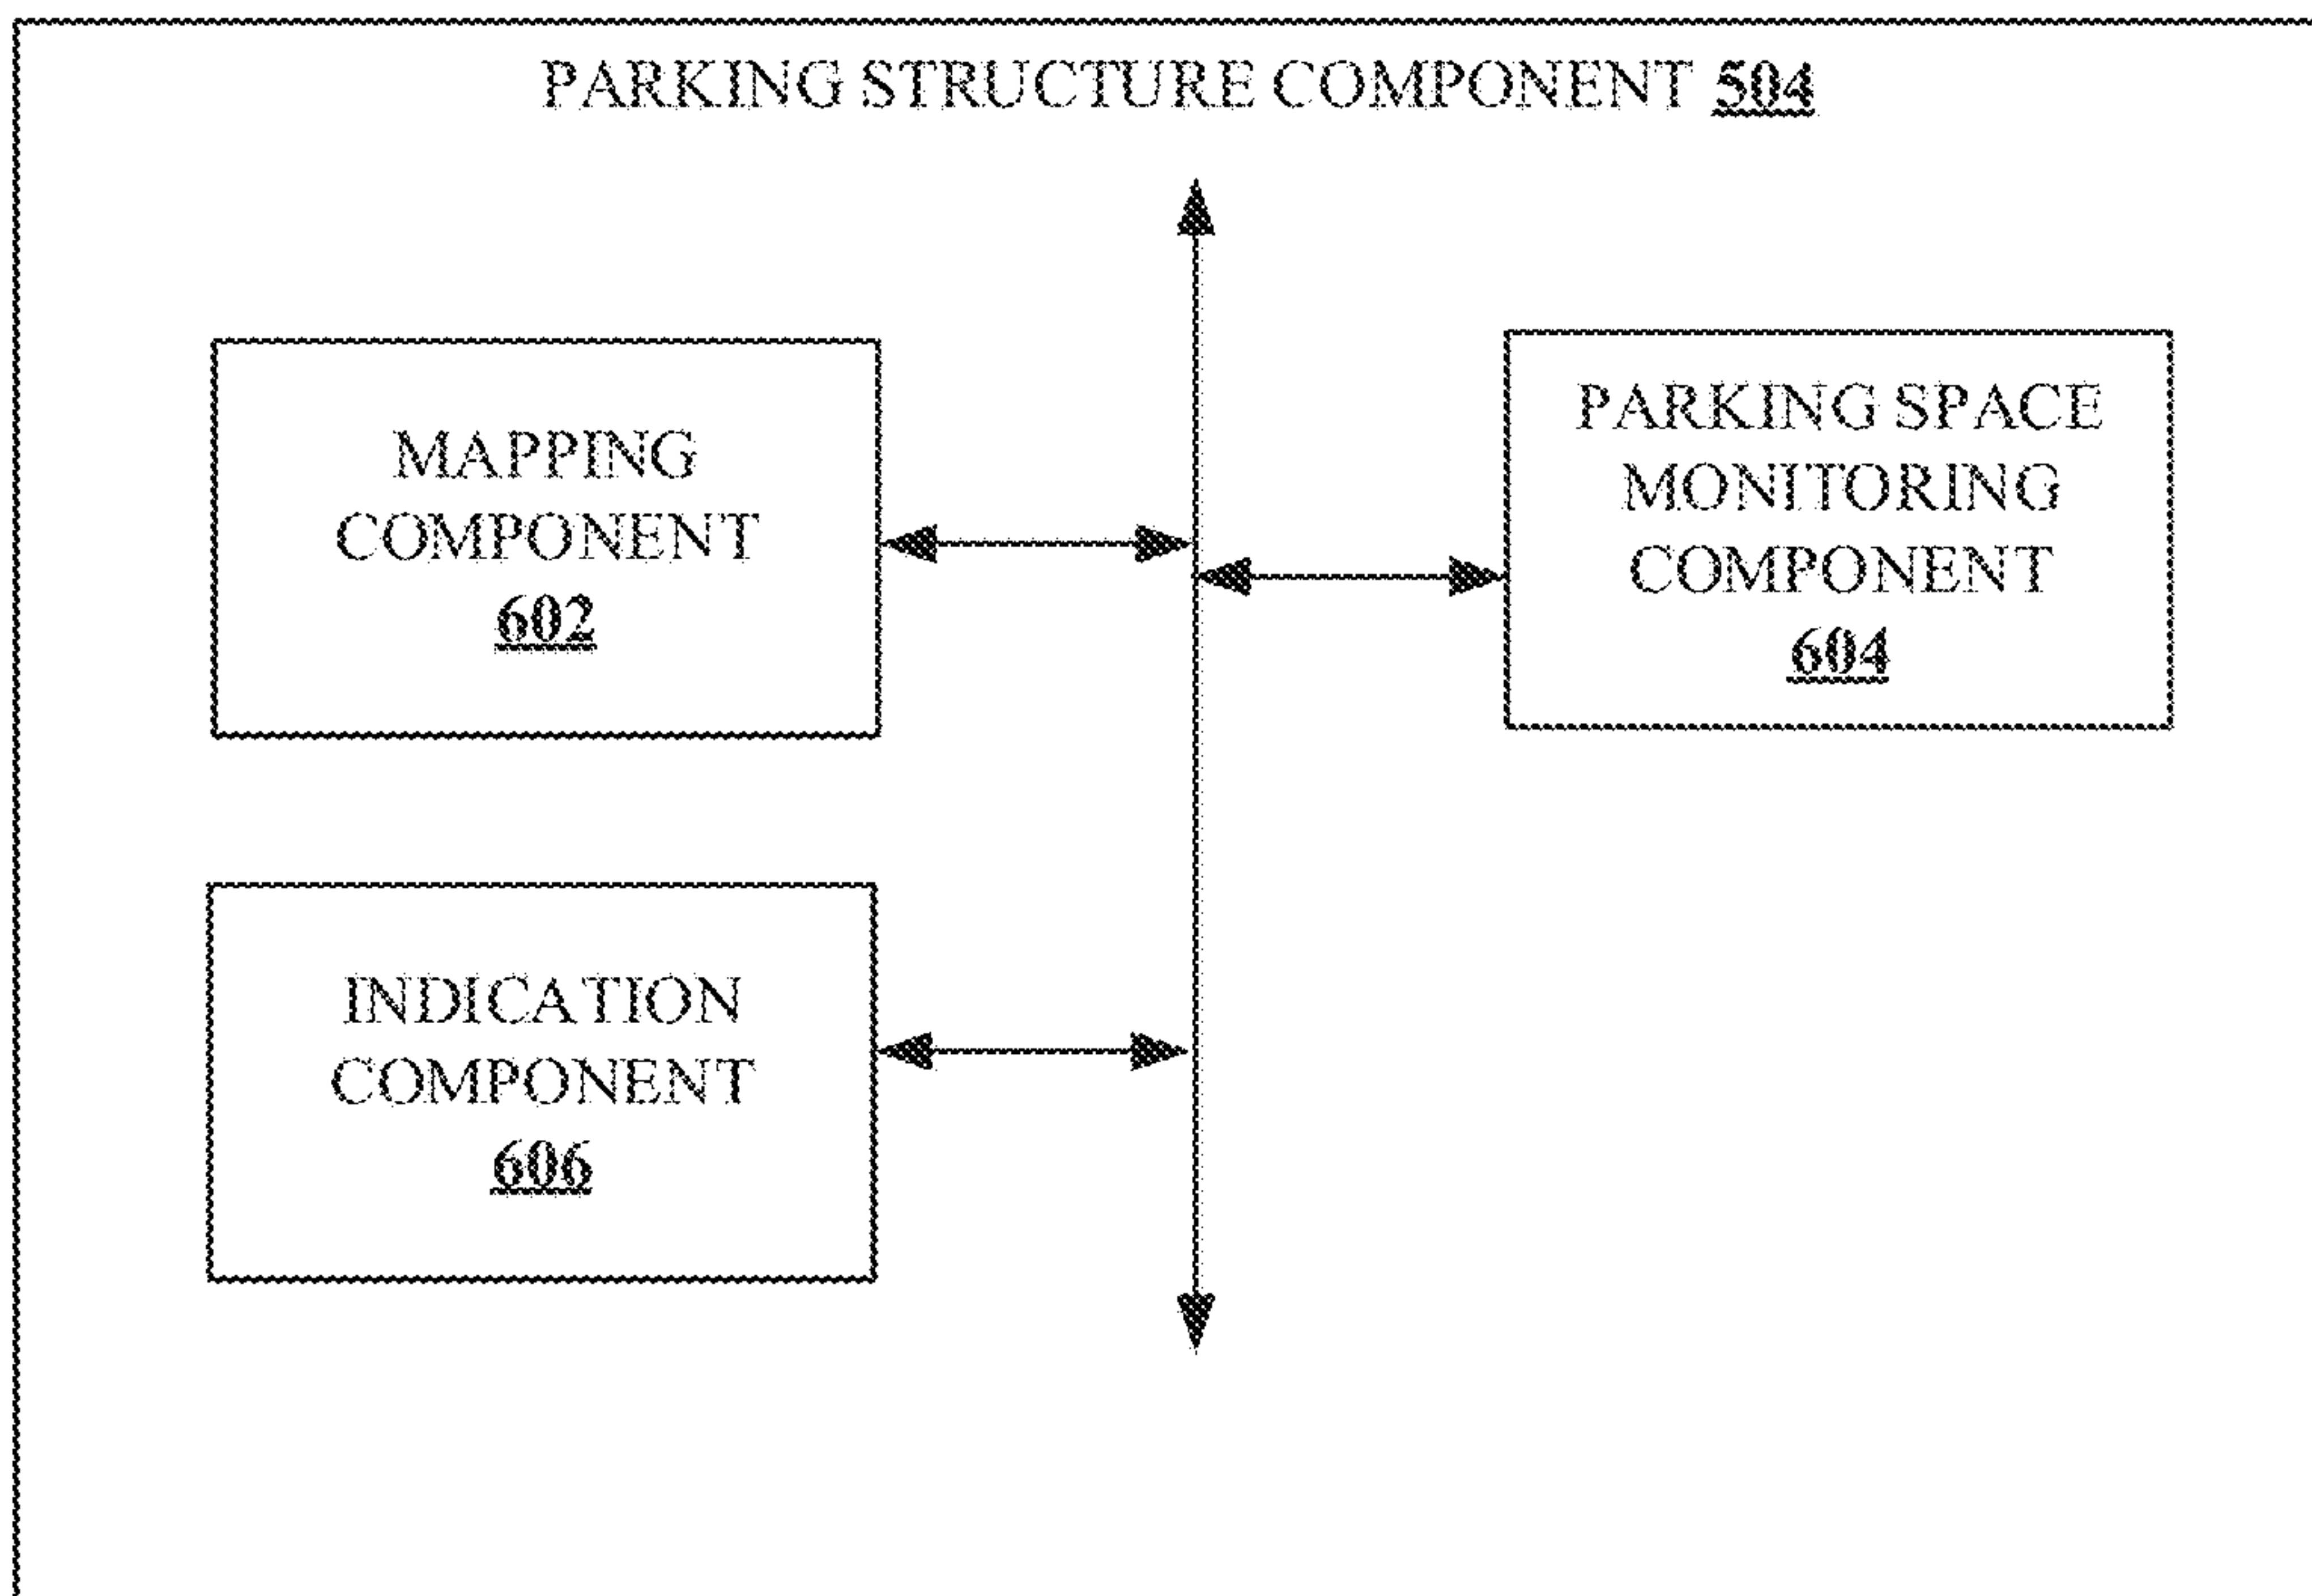 PARKING STRUCTURE COMPONENT 504
MAPPING
COMPONENT
602
PARKING SPACE
MONITORING
COMPONENT
604
INDICATION
COMPONENT
606